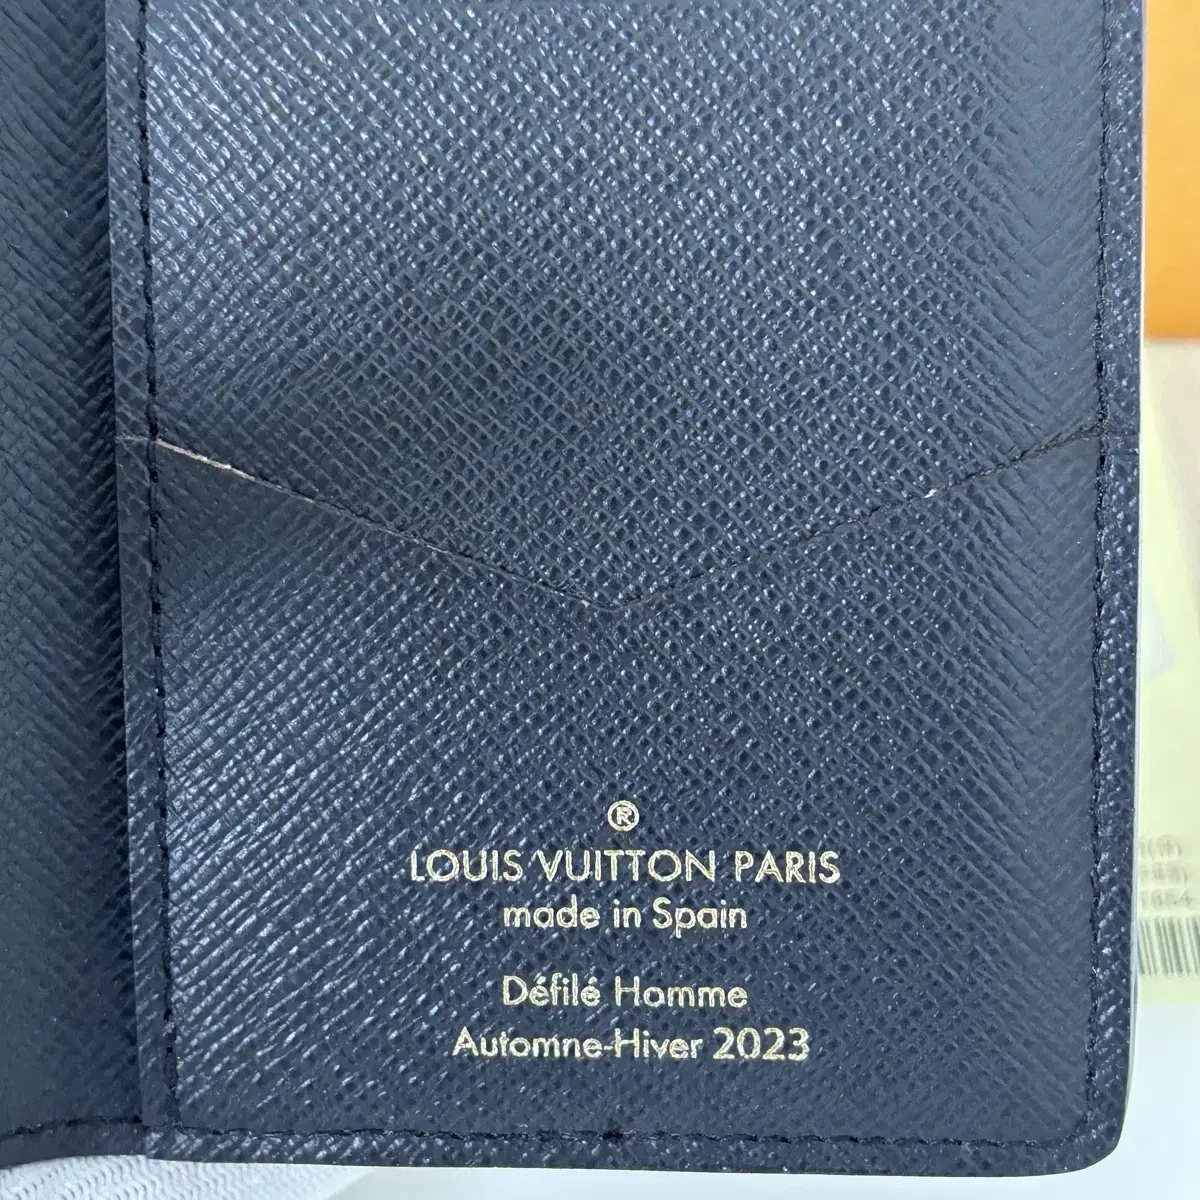 ®
LOUIS VUITTON PARIS
made in Spain
Défilé Homme
Automne-Hiver 2023